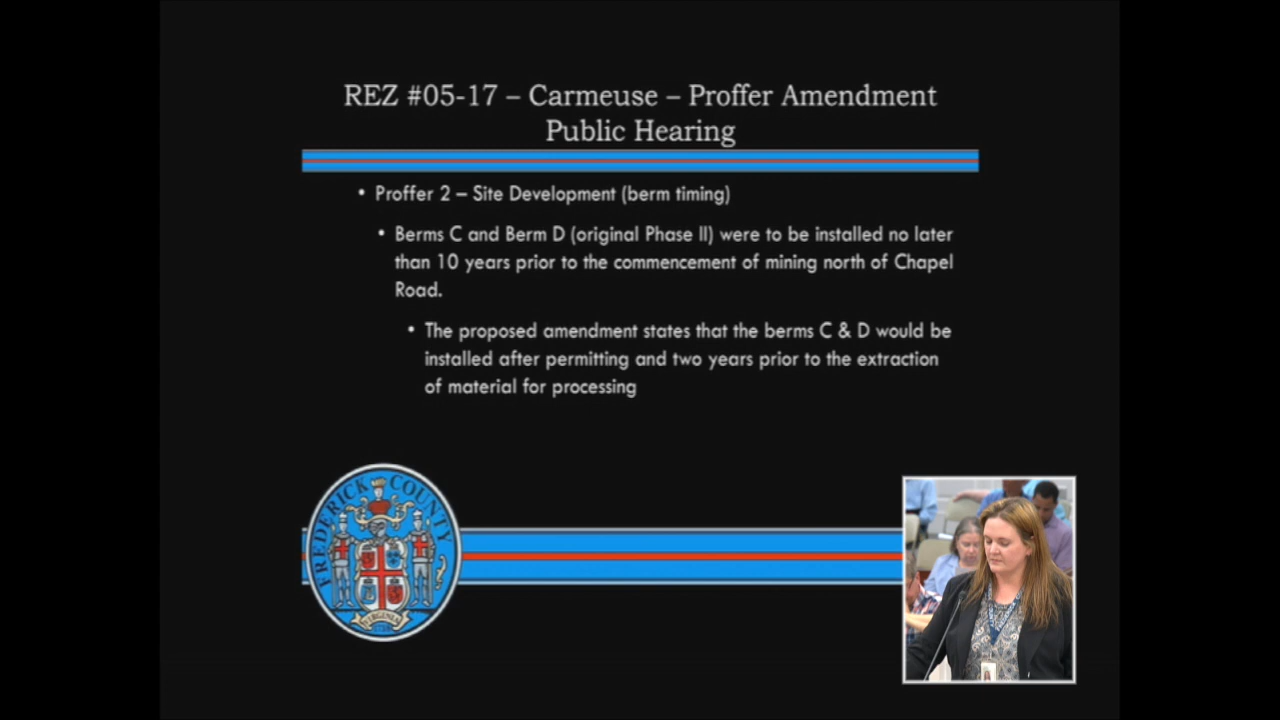 REZ #05-17 – Carmeuse – Proffer Amendment
Public Hearing
• Proffer 2 – Site Development (berm timing)
• Berms C and Berm D (original Phase II) were to be installed no later
than 10 years prior to the commencement of mining north of Chapel
Road.
• The proposed amendment states that the berms C & D would be
installed after permitting and two years prior to the extraction
of material for processing
FREDERICK COUNTY
VIRGINIA